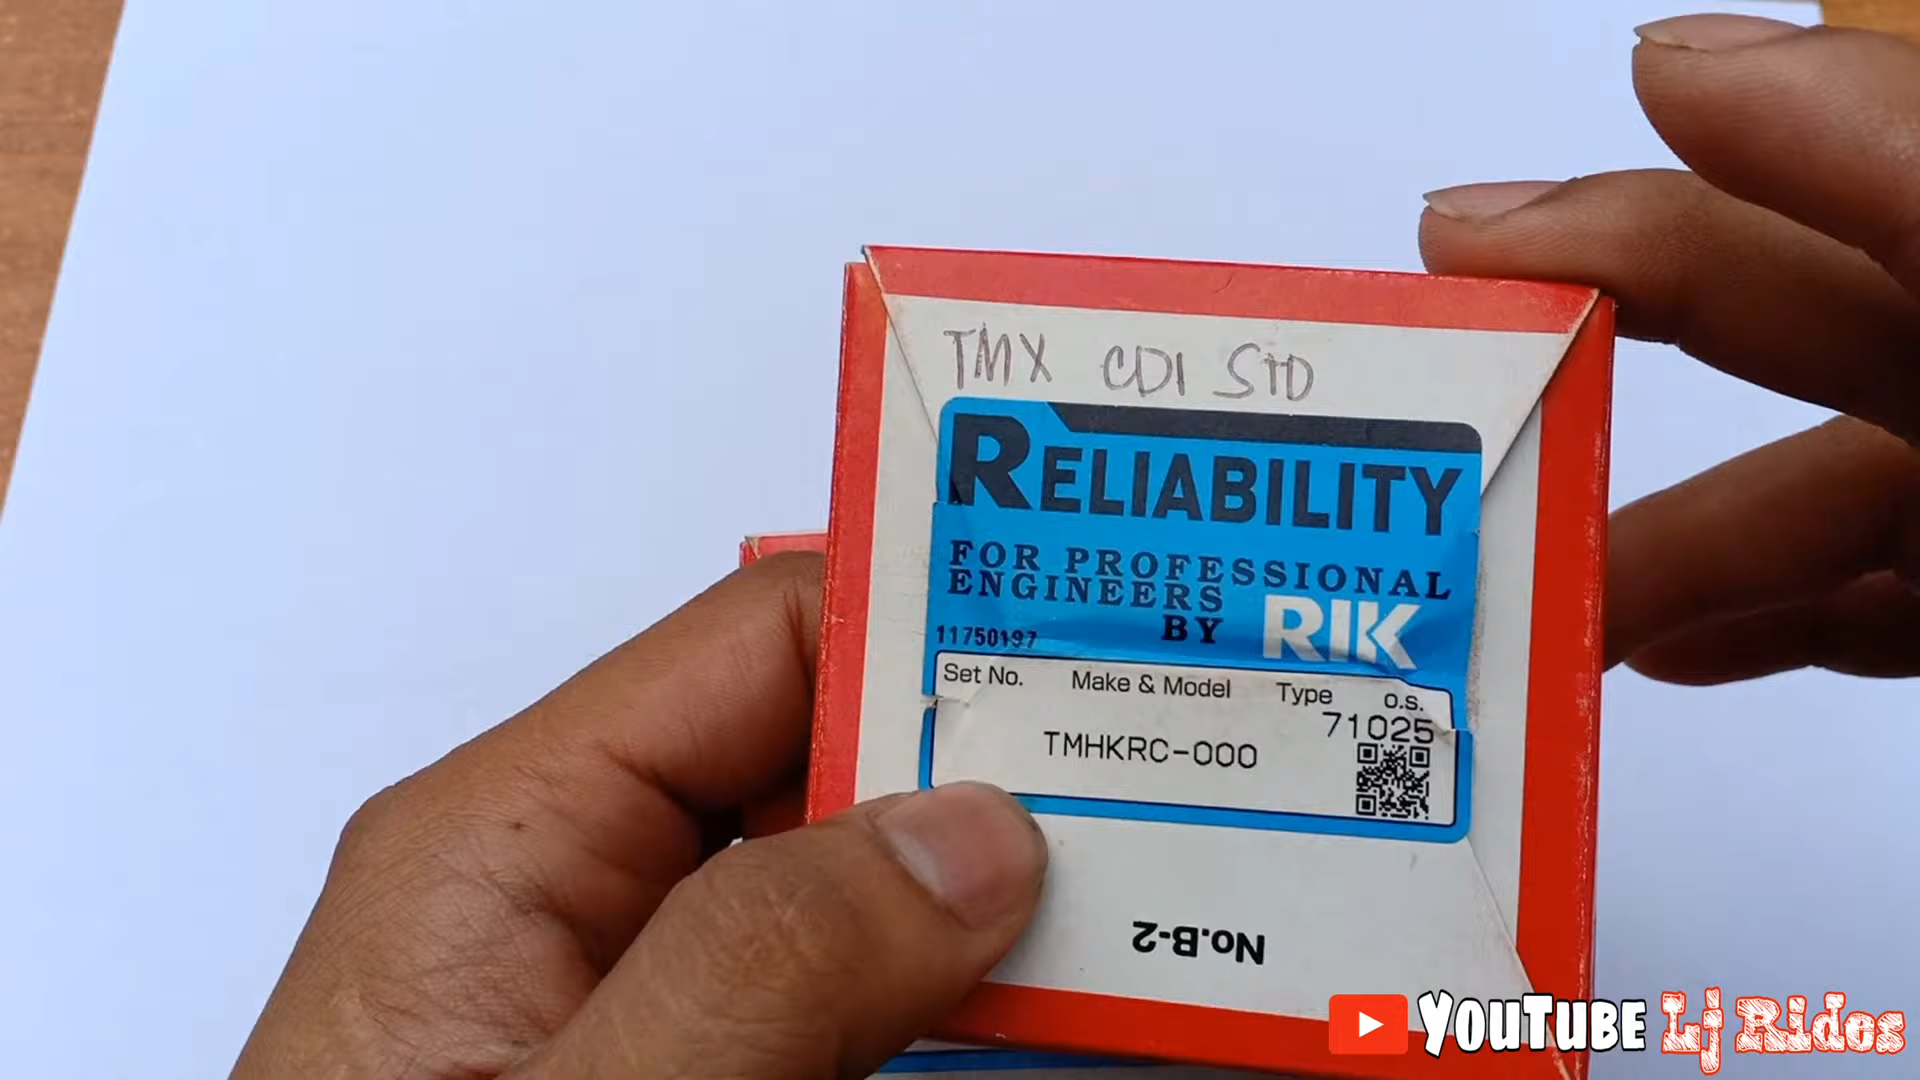 TMX CDI STD
RELIABILITY
FOR PROFESSIONAL
ENGINEERS
BY RIK
11750197
Set No. Make & Model Type o.s.
71025
TMHKRC-000
No.B-2
YOUTUBE Lj Rides